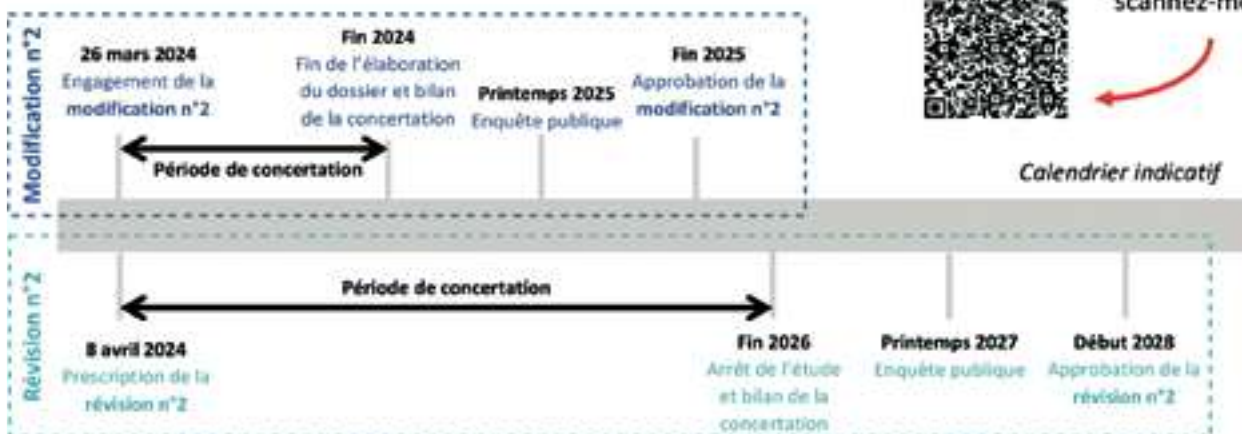 scannez-mo
Modification n°2
26 mars 2024
Engagement de la
modification n°2
Fin 2024
Fin de l'élaboration
du dossier et bilan
de la concertation
Printemps 2025
Enquête publique
Fin 2025
Approbation de la
modification n°2
Période de concertation
Calendrier indicatif
Révision n°2
Période de concertation
8 avril 2024
Prescription de la
révision n°2
Fin 2026
Arrêt de l'étude
et bilan de la
concertation
Printemps 2027
Enquête publique
Début 2028
Approbation de la
révision n°2